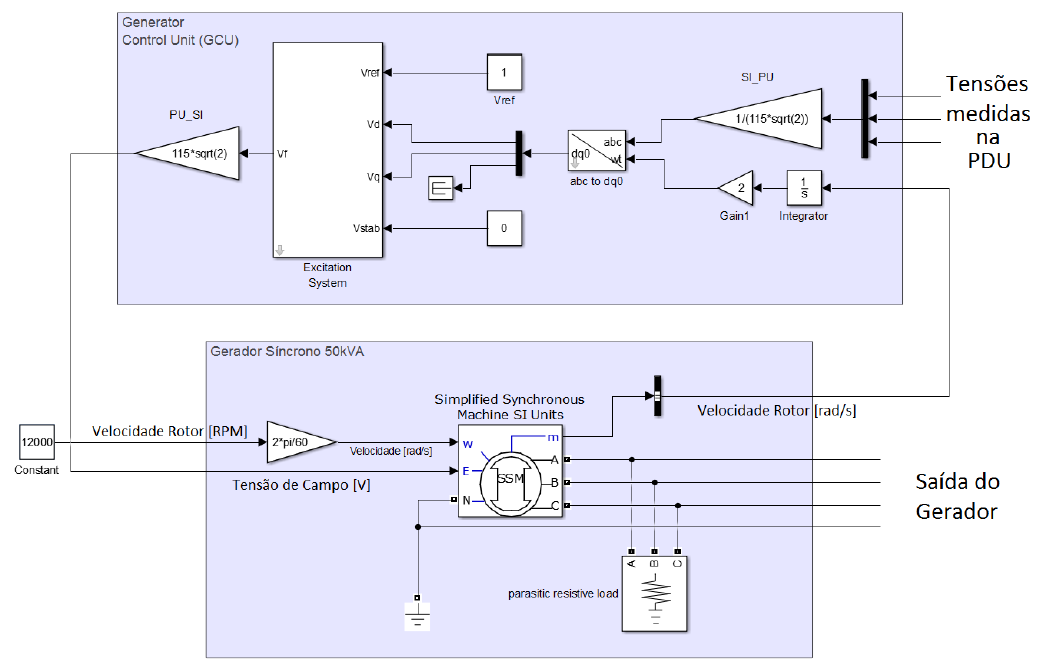 Generator
Control Unit (GCU)
PU_SI
115*sqrt(2)
Vf
Vref
Vd
Vq
Vstab
Excitation
System
1
Vref
0
dq0
abc
wt
abc to dq0
SI_PU
1/(115*sqrt(2))
2
Gain1
1
s
Integrator
Tensões
medidas
na
PDU
Gerador Síncrono 50kVA
12000
Constant
Velocidade Rotor [RPM]
2*pi/60
Velocidade [rad/s]
Tensão de Campo [V]
Simplified Synchronous
Machine SI Units
w
E
N
SSM
m
A
B
C
Velocidade Rotor [rad/s]
Saída do
Gerador
A
B
C
parasitic resistive load